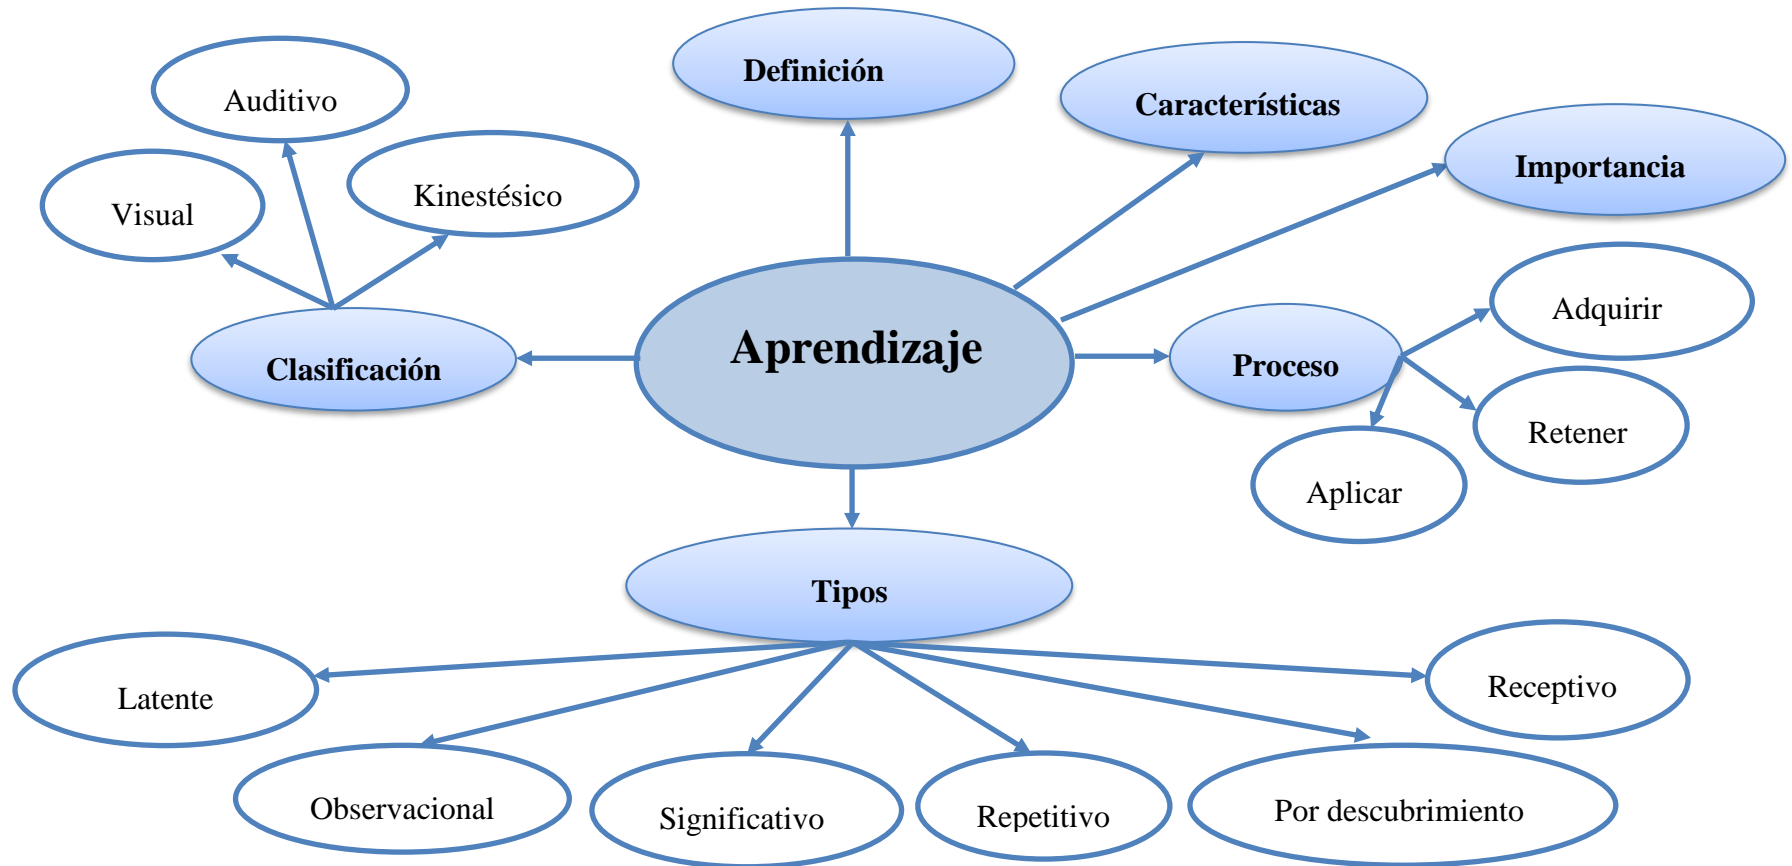 Definición
Auditivo
Características
Importancia
Kinestésico
Visual
Adquirir
Aprendizaje
Clasificación
Proceso
Retener
Aplicar
Tipos
Receptivo
Latente
Observacional
Significativo
Repetitivo
Por descubrimiento